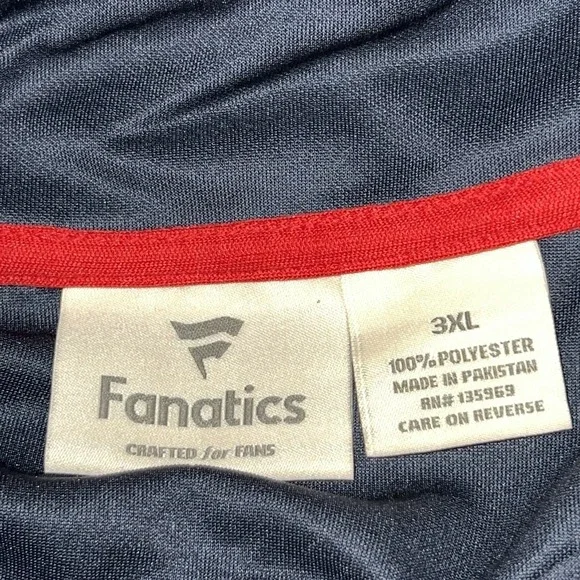 Fanatics
CRAFTED for FANS
3XL
100% POLYESTER
MADE IN PAKISTAN
RN# 135969
CARE ON REVERSE